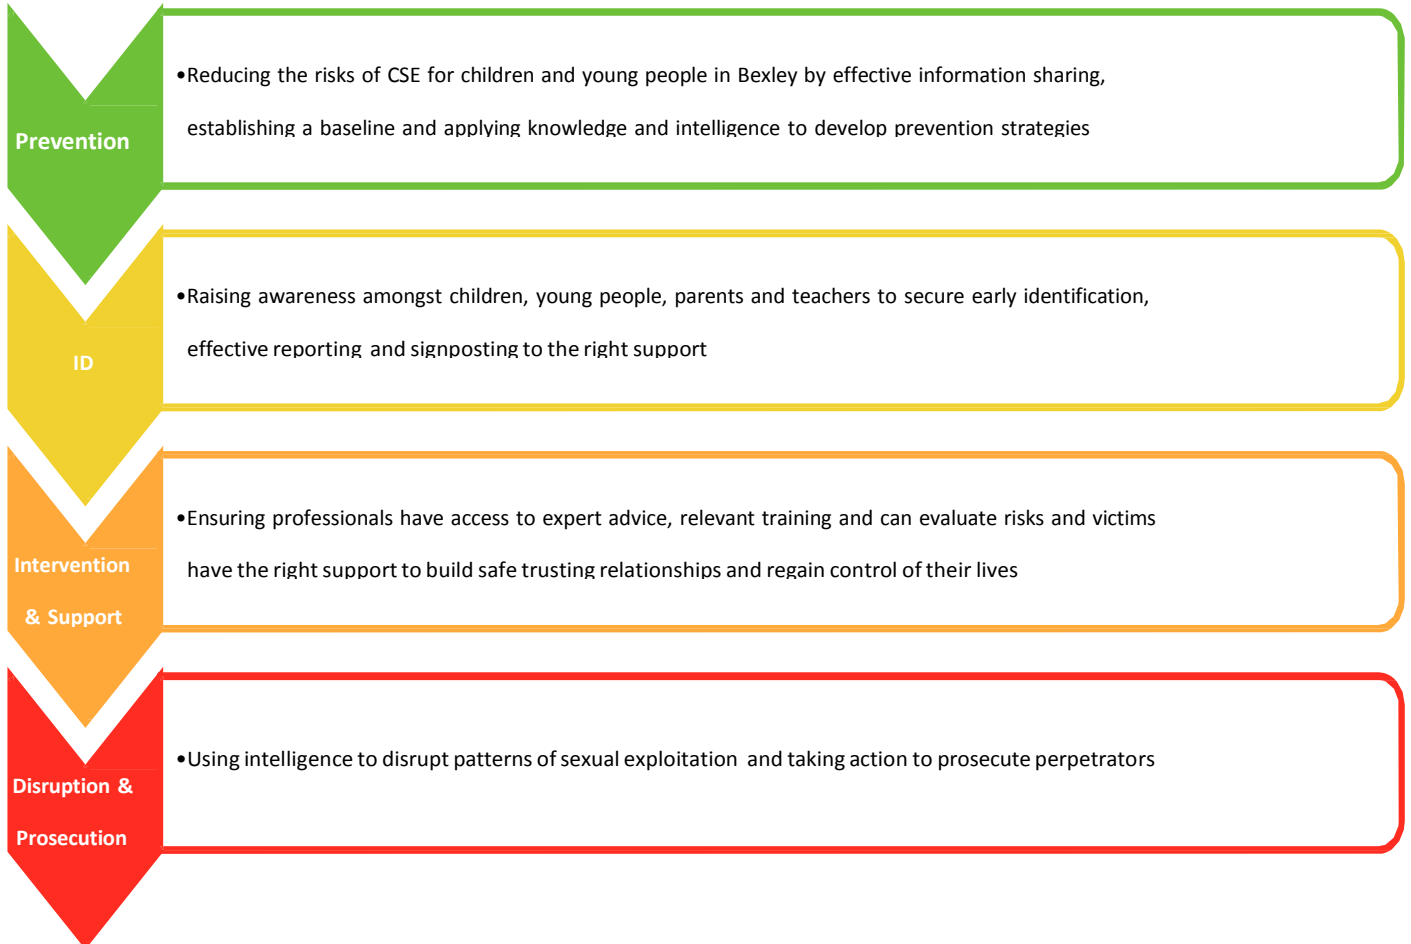 Prevention
•Reducing the risks of CSE for children and young people in Bexley by effective information sharing,
establishing a baseline and applying knowledge and intelligence to develop prevention strategies
ID
•Raising awareness amongst children, young people, parents and teachers to secure early identification,
effective reporting and signposting to the right support
Intervention
& Support
•Ensuring professionals have access to expert advice, relevant training and can evaluate risks and victims
have the right support to build safe trusting relationships and regain control of their lives
Disruption &
Prosecution
•Using intelligence to disrupt patterns of sexual exploitation and taking action to prosecute perpetrators